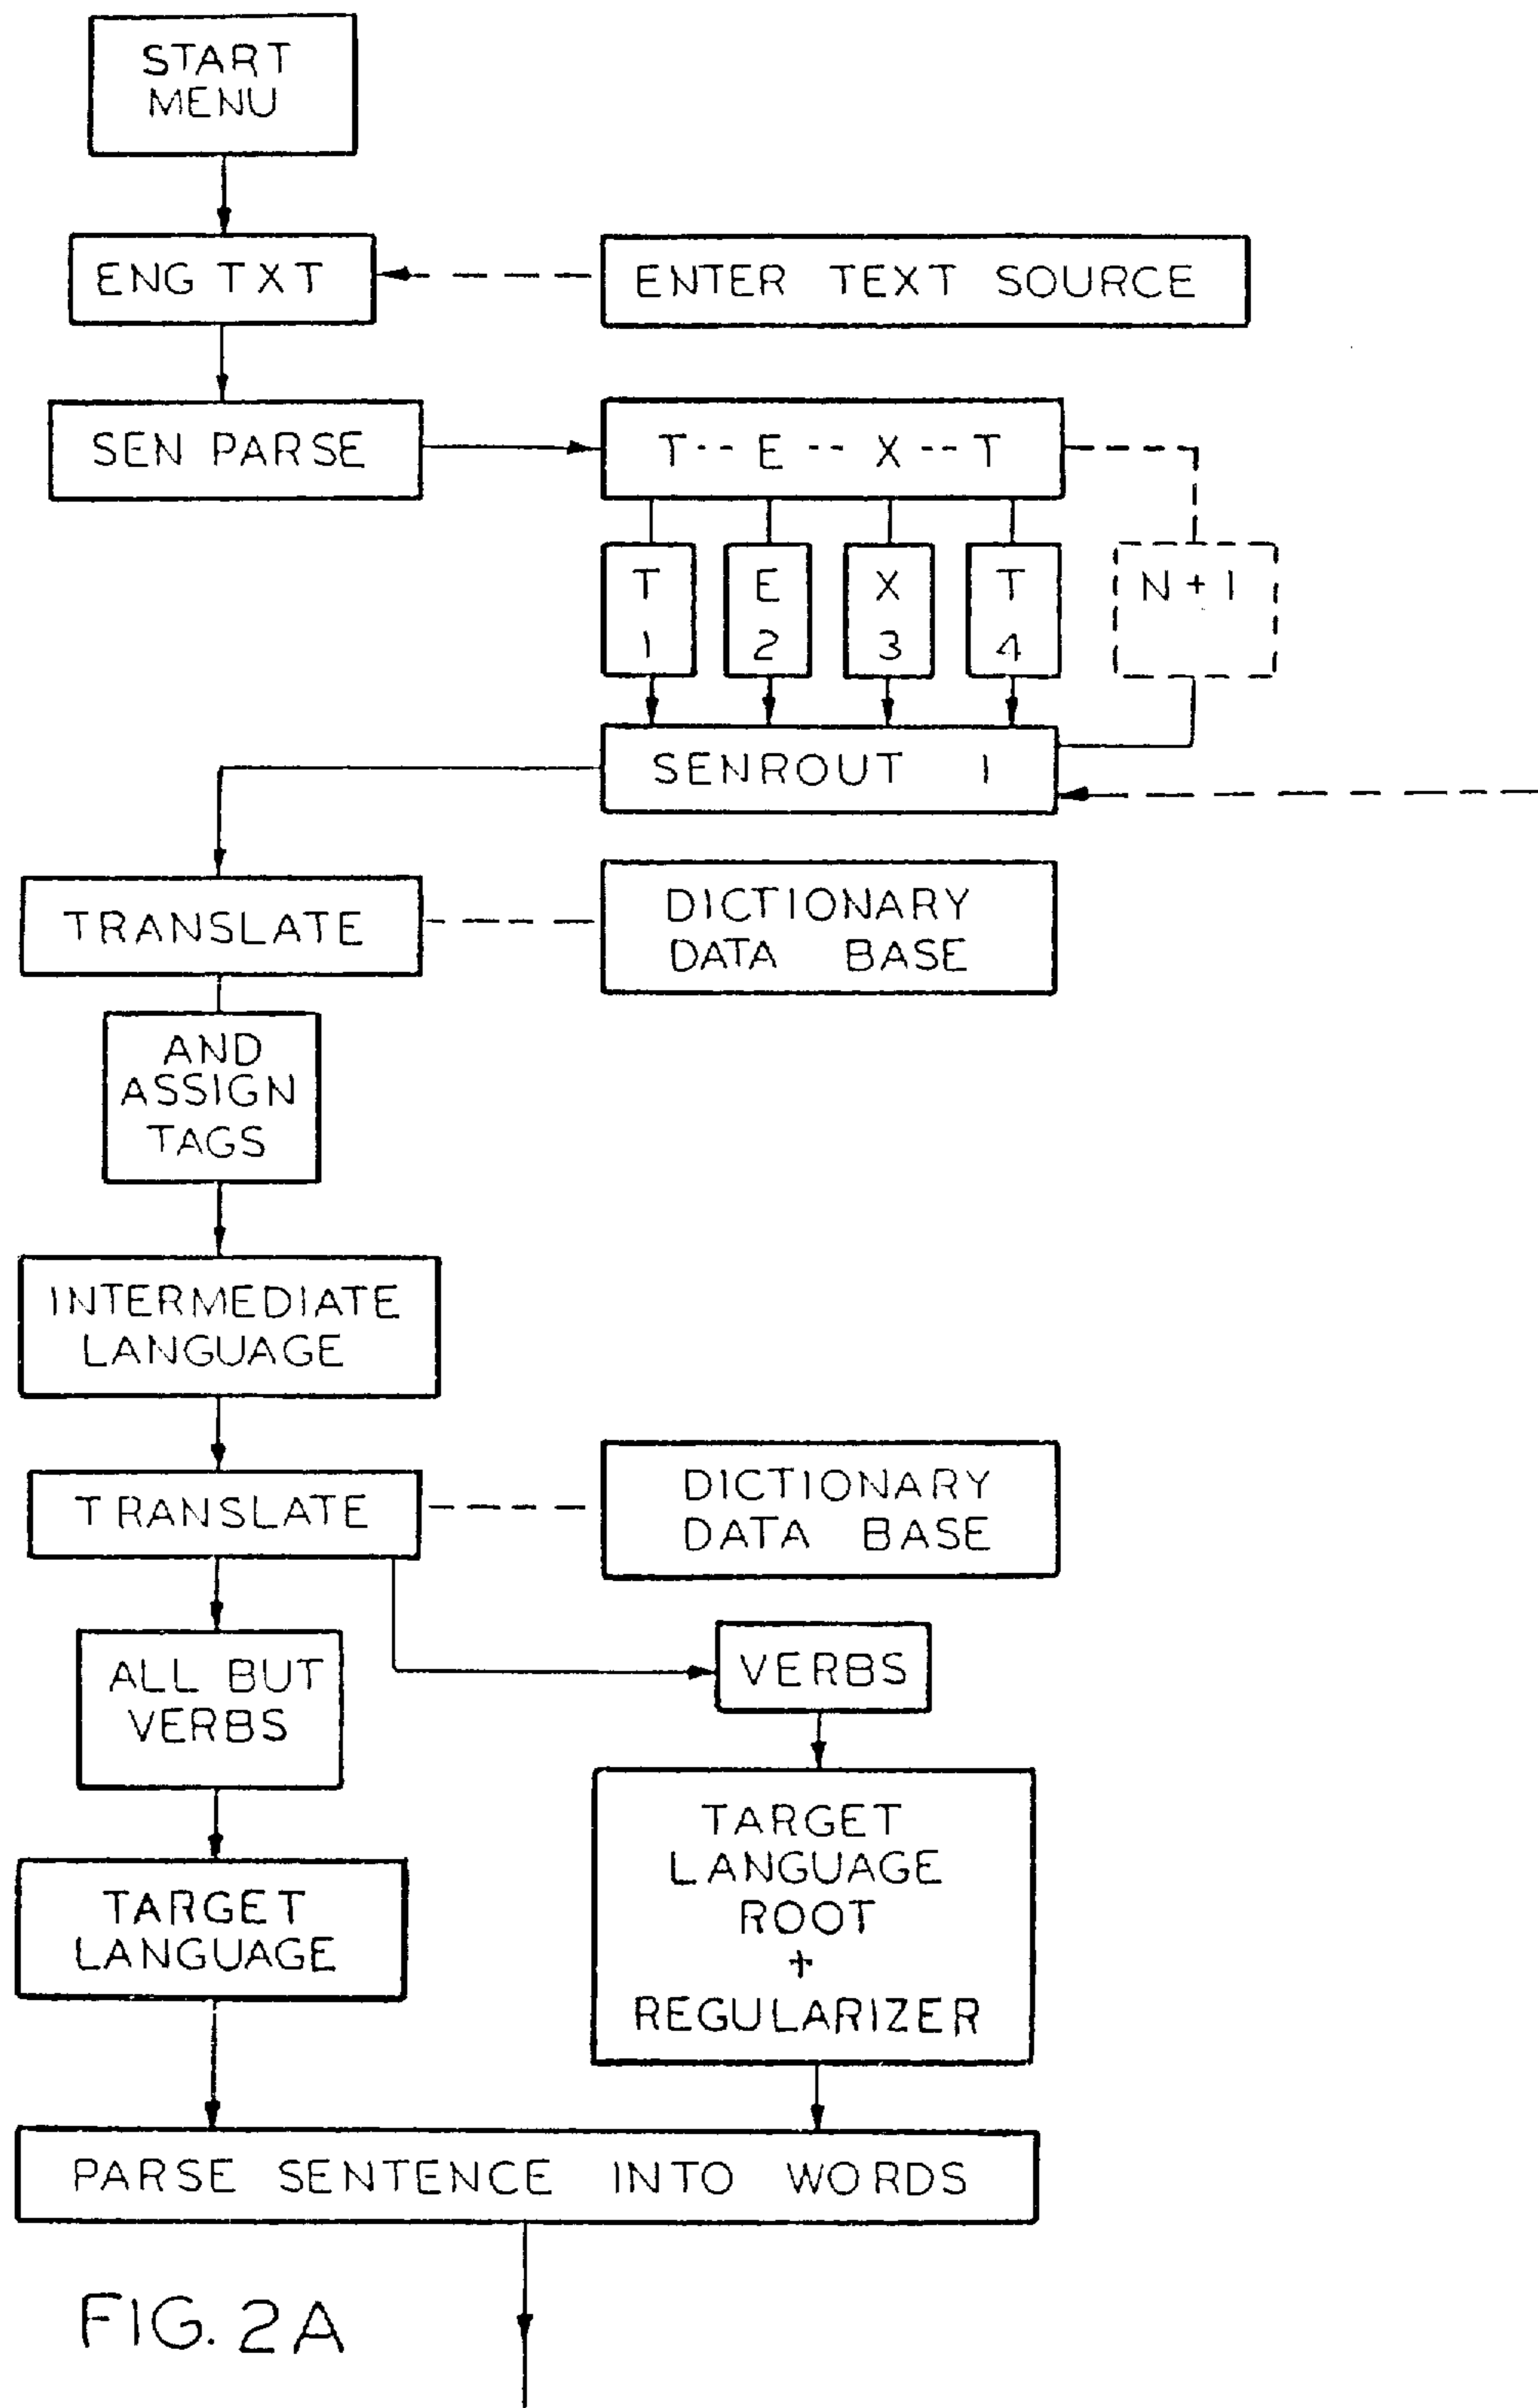 START
MENU
ENG TXT
ENTER TEXT SOURCE
SEN PARSE
T-- E -- X -- T
T
1
E
2
X
3
T
4
N + 1
SENROUT 1
TRANSLATE
DICTIONARY
DATA BASE
AND
ASSIGN
TAGS
INTERMEDIATE
LANGUAGE
TRANSLATE
DICTIONARY
DATA BASE
ALL BUT
VERBS
VERBS
TARGET
LANGUAGE
TARGET
LANGUAGE
ROOT
+
REGULARIZER
PARSE SENTENCE INTO WORDS
FIG. 2A